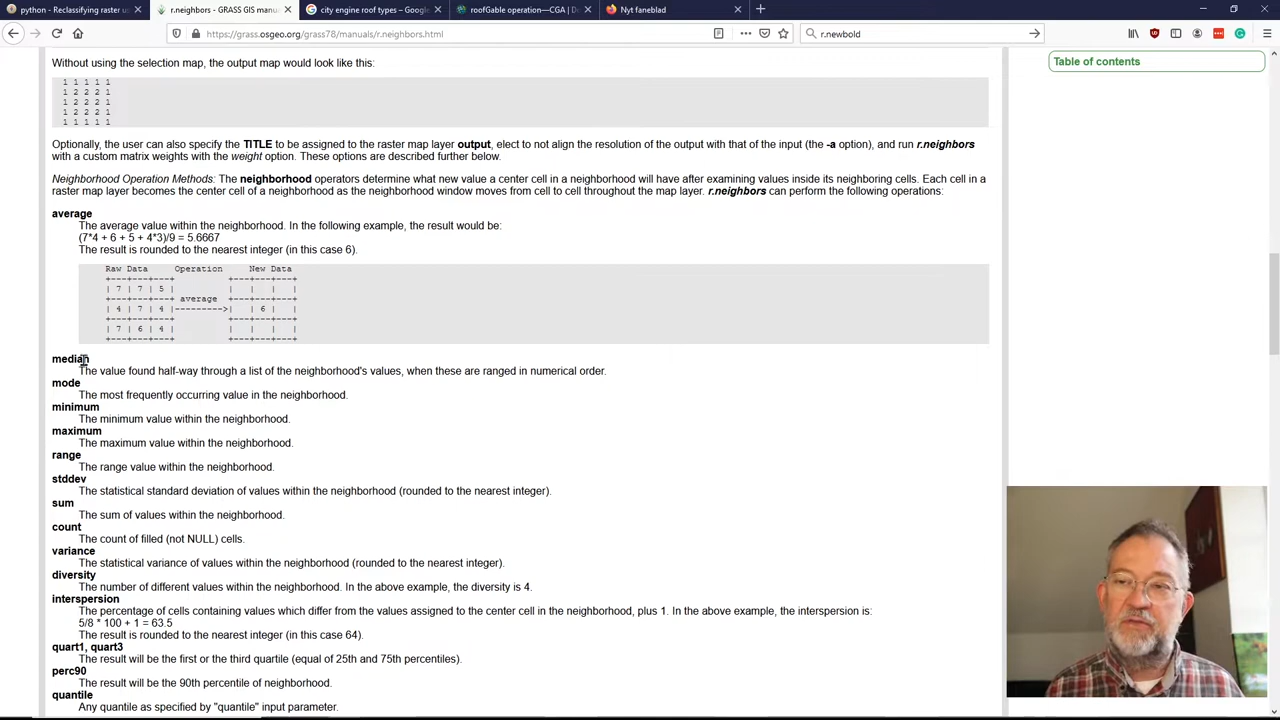 python - Reclassifying raster us
r.neighbors - GRASS GIS manua
city engine roof types – Google
roofGable operation—CGA | Do
Nyt faneblad
https://grass.osgeo.org/grass78/manuals/r.neighbors.html
r.newbold
Table of contents
Without using the selection map, the output map would look like this:
1 1 1 1 1
1 2 2 2 1
1 2 2 2 1
1 2 2 2 1
1 1 1 1 1
Optionally, the user can also specify the TITLE to be assigned to the raster map layer output, elect to not align the resolution of the output with that of the input (the -a option), and run r.neighbors
with a custom matrix weights with the weight option. These options are described further below.
Neighborhood Operation Methods: The neighborhood operators determine what new value a center cell in a neighborhood will have after examining values inside its neighboring cells. Each cell in a
raster map layer becomes the center cell of a neighborhood as the neighborhood window moves from cell to cell throughout the map layer. r.neighbors can perform the following operations:
average
The average value within the neighborhood. In the following example, the result would be:
(7*4 + 6 + 5 + 4*3)/9 = 5.6667
The result is rounded to the nearest integer (in this case 6).
Raw Data Operation New Data
+---+---+---+ +---+---+---+
| 7 | 7 | 5 | | | | |
+---+---+---+ average +---+---+---+
| 4 | 7 | 4 |--------->| | 6 | |
+---+---+---+ +---+---+---+
| 7 | 6 | 4 | | | | |
+---+---+---+ +---+---+---+
median
The value found half-way through a list of the neighborhood's values, when these are ranged in numerical order.
mode
The most frequently occurring value in the neighborhood.
minimum
The minimum value within the neighborhood.
maximum
The maximum value within the neighborhood.
range
The range value within the neighborhood.
stddev
The statistical standard deviation of values within the neighborhood (rounded to the nearest integer).
sum
The sum of values within the neighborhood.
count
The count of filled (not NULL) cells.
variance
The statistical variance of values within the neighborhood (rounded to the nearest integer).
diversity
The number of different values within the neighborhood. In the above example, the diversity is 4.
interspersion
The percentage of cells containing values which differ from the values assigned to the center cell in the neighborhood, plus 1. In the above example, the interspersion is:
5/8 * 100 + 1 = 63.5
The result is rounded to the nearest integer (in this case 64).
quart1, quart3
The result will be the first or the third quartile (equal of 25th and 75th percentiles).
perc90
The result will be the 90th percentile of neighborhood.
quantile
Any quantile as specified by "quantile" input parameter.